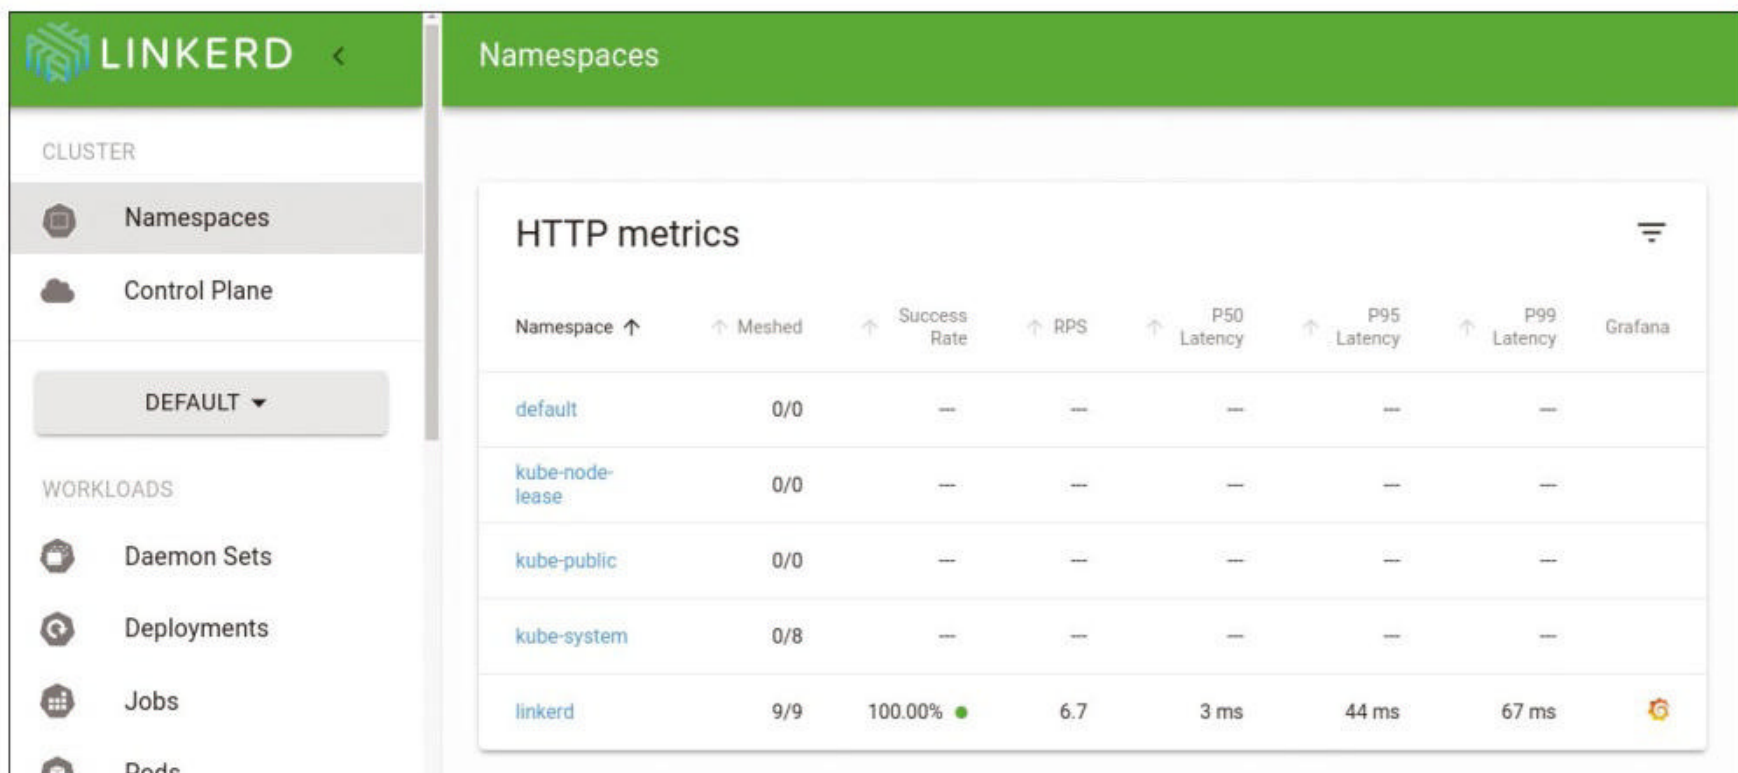 LINKERD <
Namespaces
CLUSTER
Namespaces
Control Plane
DEFAULT
WORKLOADS
Daemon Sets
Deployments
Jobs
Pods
HTTP metrics
Namespace ↑ ↑ Meshed ↑ Success Rate ↑ RPS ↑ P50 Latency ↑ P95 Latency ↑ P99 Latency Grafana
default 0/0 --- --- --- --- ---
kube-node-
lease 0/0 --- --- --- --- ---
kube-public 0/0 --- --- --- --- ---
kube-system 0/8 --- --- --- --- ---
linkerd 9/9 100.00% 6.7 3 ms 44 ms 67 ms